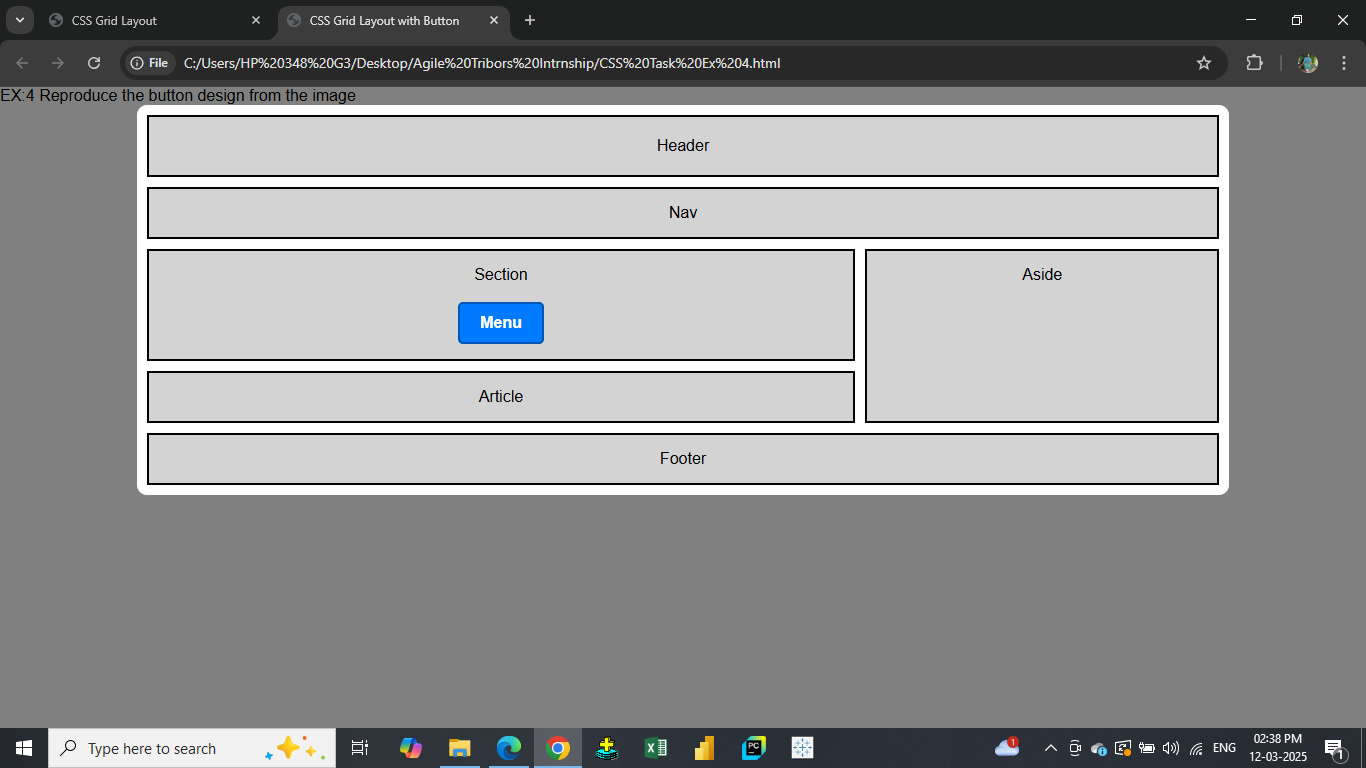 CSS Grid Layout
CSS Grid Layout with Button
File C:/Users/HP%20348%20G3/Desktop/Agile%20Tribors%20Intrnship/CSS%20Task%20Ex%204.html
EX:4 Reproduce the button design from the image
Header
Nav
Section
Aside
Menu
Article
Footer
Type here to search
PC
1
ENG
02:38 PM
12-03-2025
1